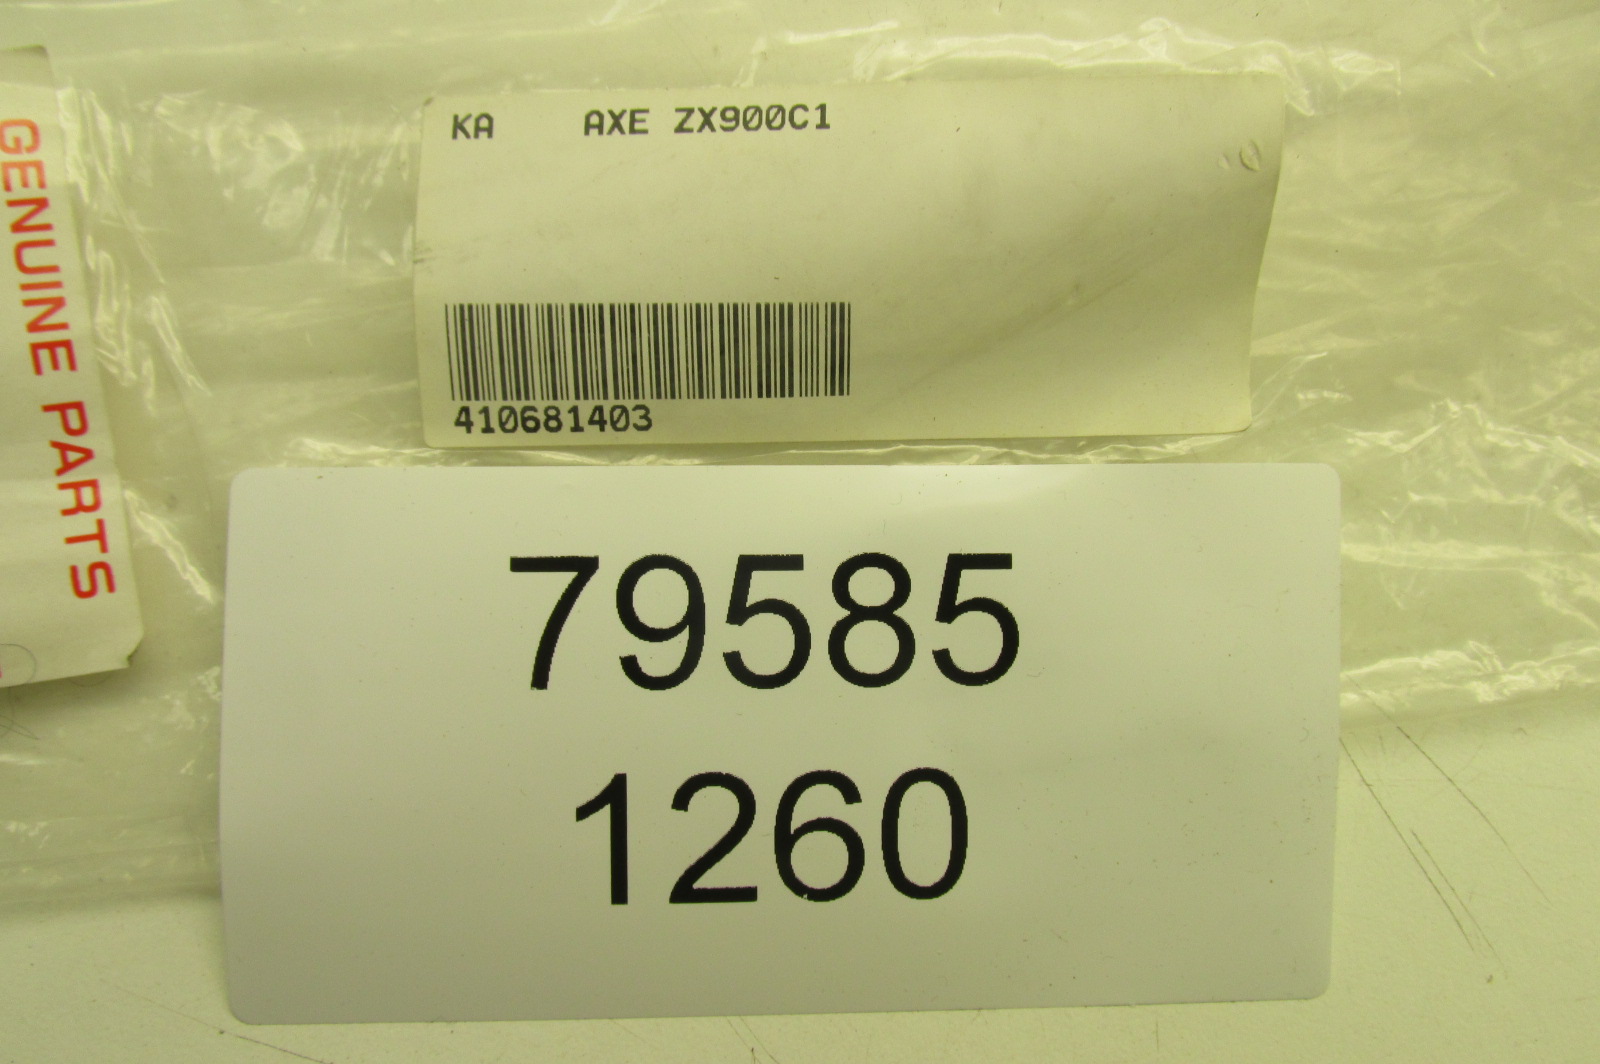 GENUINE PARTS
KA AXE ZX900C1
410681403
79585
1260